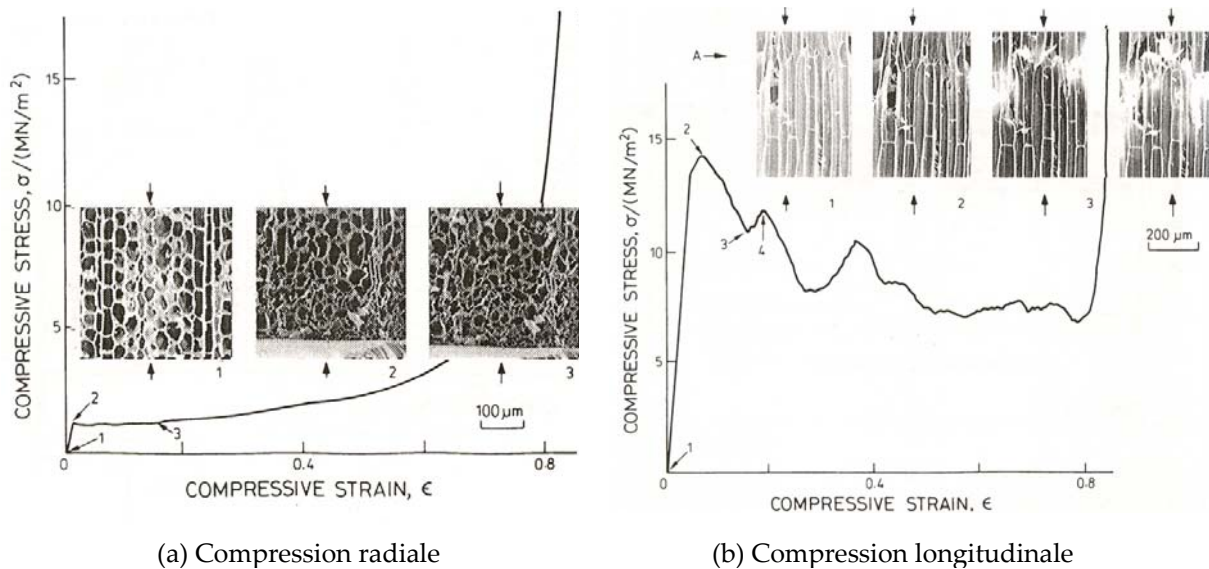 15
10
5
0
0.4
0.8
COMPRESSIVE STRESS, σ/(MN/m²)
COMPRESSIVE STRAIN, ϵ
1
2
3
2
1
3
100 μm
(a) Compression radiale
A
15
10
5
0
0.4
0.8
COMPRESSIVE STRESS, σ/(MN/m²)
COMPRESSIVE STRAIN, ϵ
1
2
3
200 μm
2
3
4
1
(b) Compression longitudinale